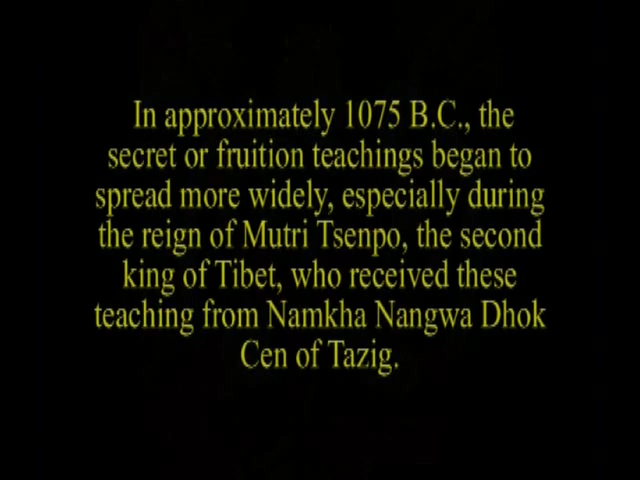 In approximately 1075 B.C., the
secret or fruition teachings began to
spread more widely, especially during
the reign of Mutri Tsenpo, the second
king of Tibet, who received these
teaching from Namkha Nangwa Dhok
Cen of Tazig.